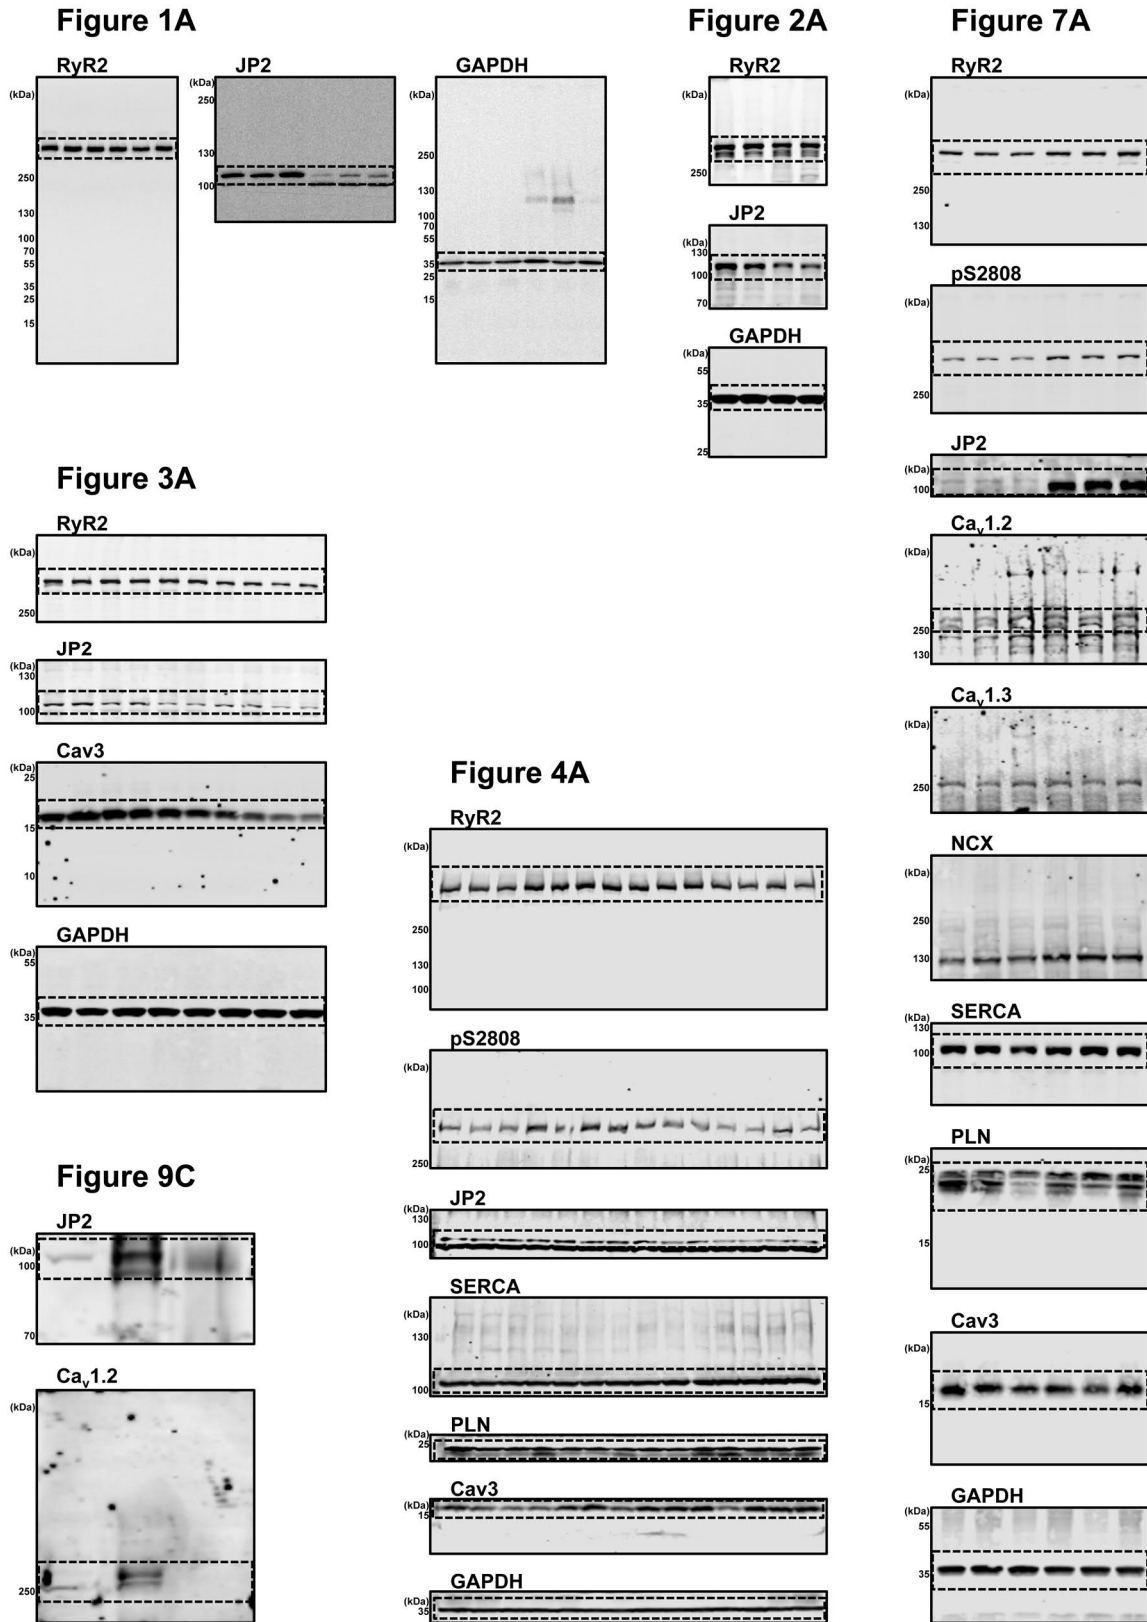 Figure 1A
RyR2
(kDa)
250
130
100
70
55
35
25
15
JP2
(kDa)
250
130
100
GAPDH
(kDa)
250
130
100
70
55
35
25
15
Figure 2A
RyR2
(kDa)
250
JP2
(kDa)
130
100
70
GAPDH
(kDa)
55
35
25
Figure 7A
RyR2
(kDa)
250
130
pS2808
(kDa)
250
JP2
(kDa)
100
Cav1.2
(kDa)
250
130
Cav1.3
(kDa)
250
NCX
(kDa)
250
130
SERCA
(kDa)
130
100
PLN
(kDa)
25
15
Cav3
(kDa)
15
GAPDH
(kDa)
55
35
Figure 3A
RyR2
(kDa)
250
JP2
(kDa)
130
100
Cav3
(kDa)
25
15
10
GAPDH
(kDa)
55
35
Figure 4A
RyR2
(kDa)
250
130
100
pS2808
(kDa)
250
JP2
(kDa)
130
100
SERCA
(kDa)
130
100
PLN
(kDa)
25
Cav3
(kDa)
15
GAPDH
(kDa)
35
Figure 9C
JP2
(kDa)
100
70
Cav1.2
(kDa)
250